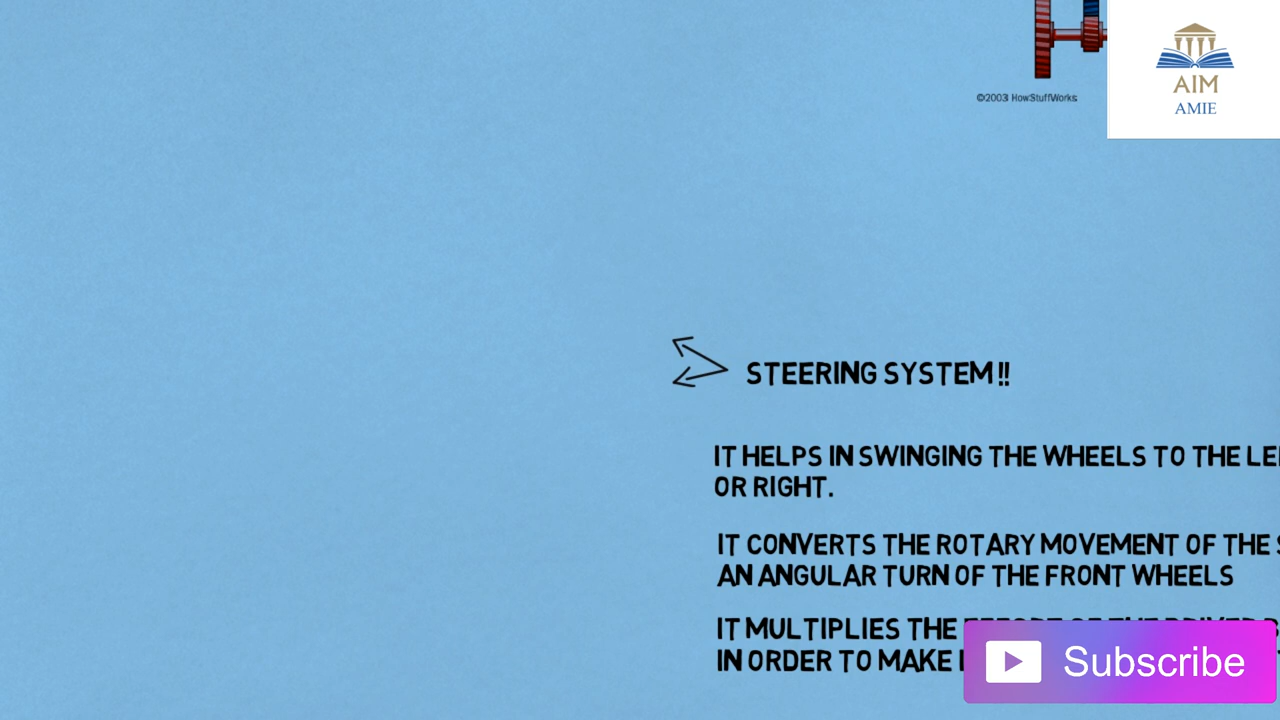 ©2003 HowStuffWorks
AIM
AMIE
STEERING SYSTEM !!
IT HELPS IN SWINGING THE WHEELS TO THE
OR RIGHT.
IT CONVERTS THE ROTARY MOVEMENT OF THE
AN ANGULAR TURN OF THE FRONT WHEELS
IT MULTIPLIES THE
IN ORDER TO MAKE
Subscribe